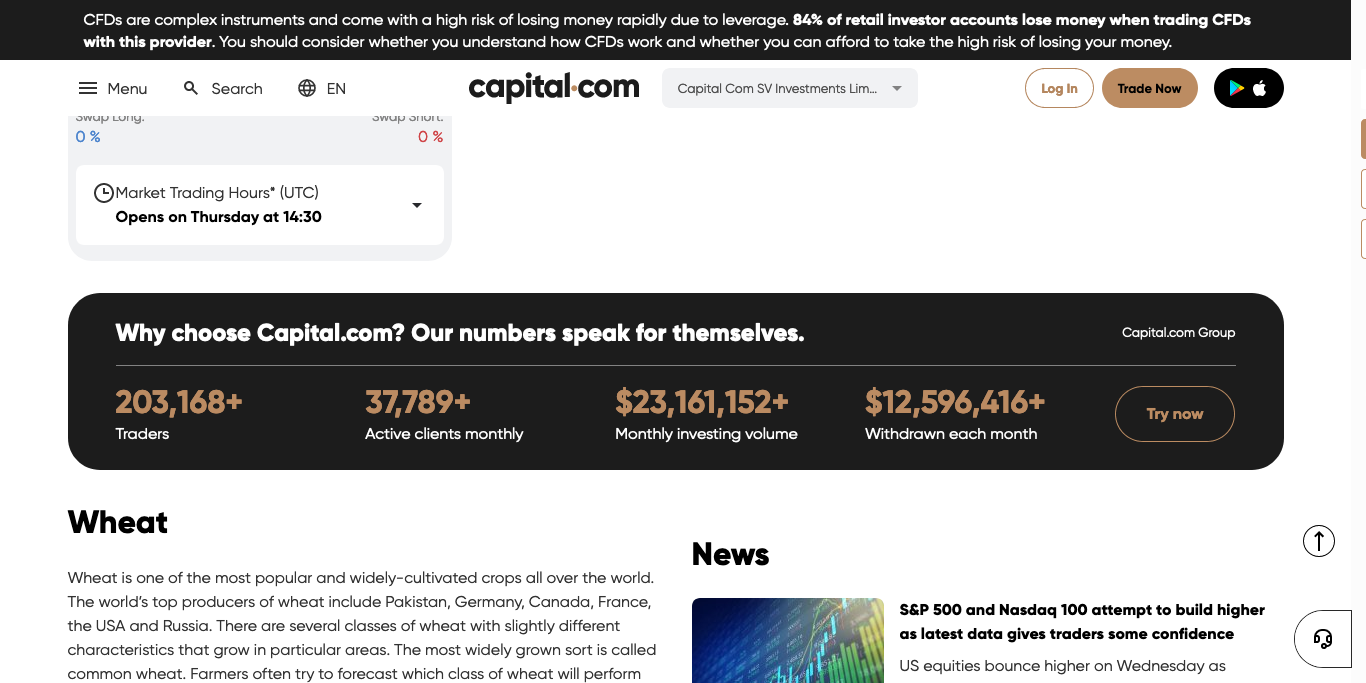 CFDs are complex instruments and come with a high risk of losing money rapidly due to leverage. 84% of retail investor accounts lose money when trading CFDs
with this provider. You should consider whether you understand how CFDs work and whether you can afford to take the high risk of losing your money.
Menu
Search
EN
capital.com
Capital Com SV Investments Lim...
Log In
Trade Now
Swap Long:
Swap Short:
0 %
0 %
Market Trading Hours* (UTC)
Opens on Thursday at 14:30
Why choose Capital.com? Our numbers speak for themselves.
Capital.com Group
203,168+
Traders
37,789+
Active clients monthly
$23,161,152+
Monthly investing volume
$12,596,416+
Withdrawn each month
Try now
Wheat
Wheat is one of the most popular and widely-cultivated crops all over the world.
The world's top producers of wheat include Pakistan, Germany, Canada, France,
the USA and Russia. There are several classes of wheat with slightly different
characteristics that grow in particular areas. The most widely grown sort is called
common wheat. Farmers often try to forecast which class of wheat will perform
News
S&P 500 and Nasdaq 100 attempt to build higher
as latest data gives traders some confidence
US equities bounce higher on Wednesday as